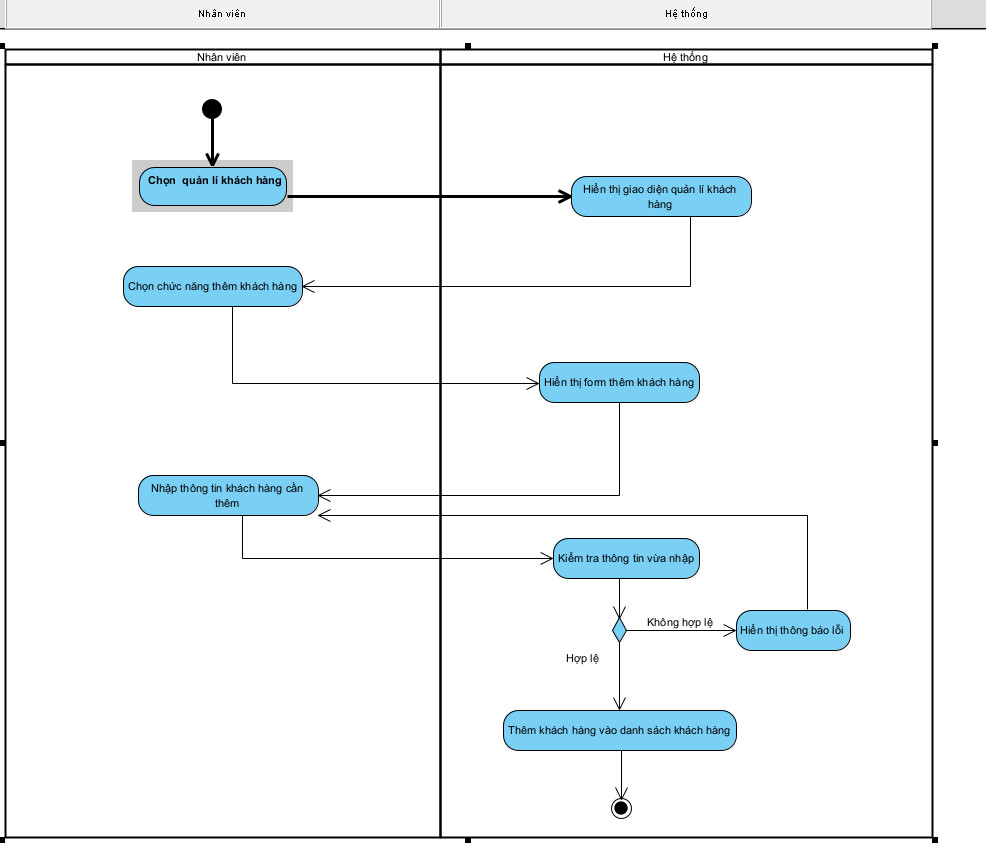 Nhân viên
Hệ thống
Nhân viên
Hệ thống
Chọn quản lí khách hàng
Hiển thị giao diện quản lí khách
hàng
Chọn chức năng thêm khách hàng
Hiển thị form thêm khách hàng
Nhập thông tin khách hàng cần
thêm
Kiểm tra thông tin vừa nhập
Không hợp lệ
Hiển thị thông báo lỗi
Hợp lệ
Thêm khách hàng vào danh sách khách hàng